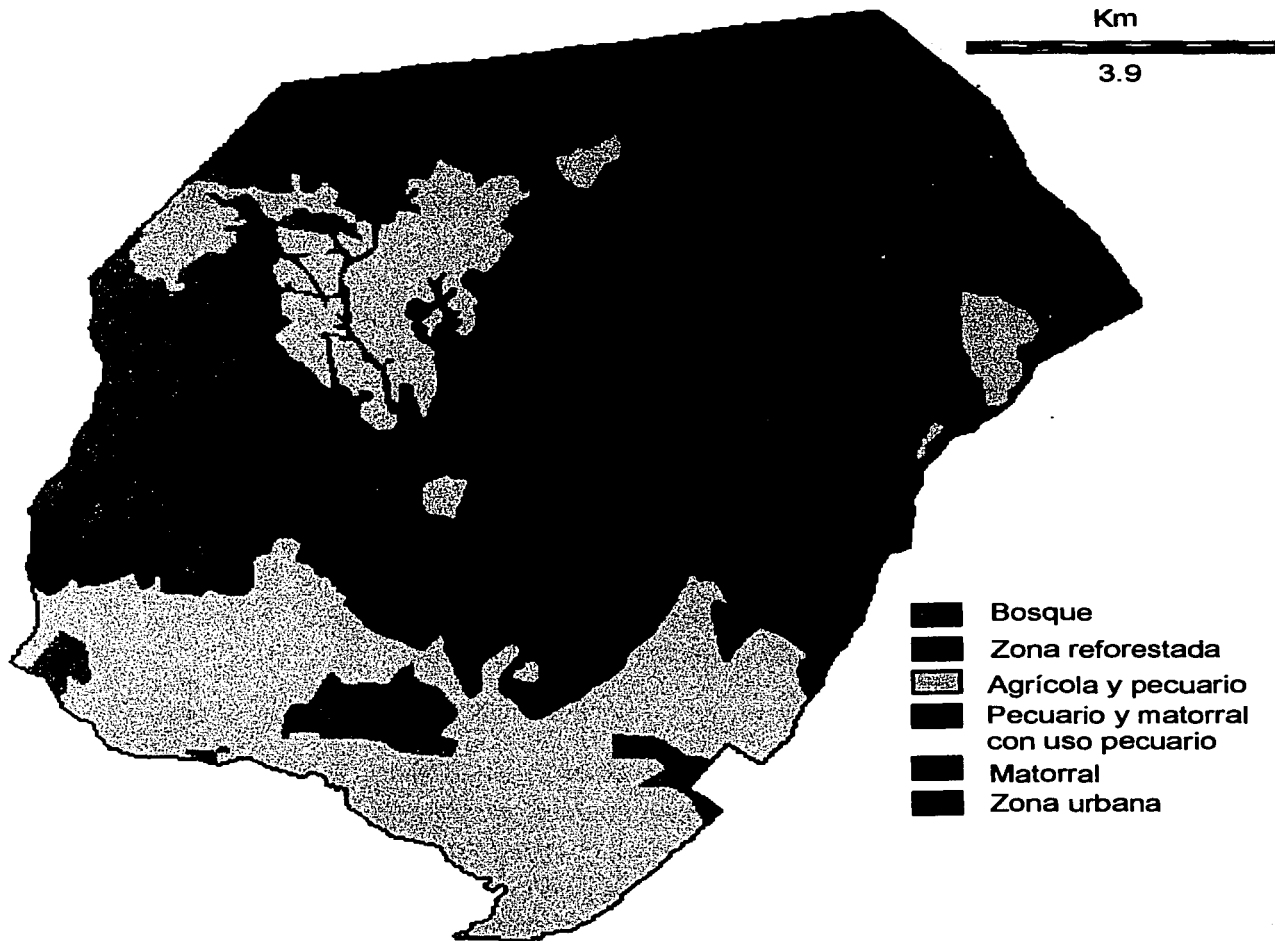 Km
3.9
Bosque
Zona reforestada
Agrícola y pecuario
Pecuario y matorral
con uso pecuario
Matorral
Zona urbana